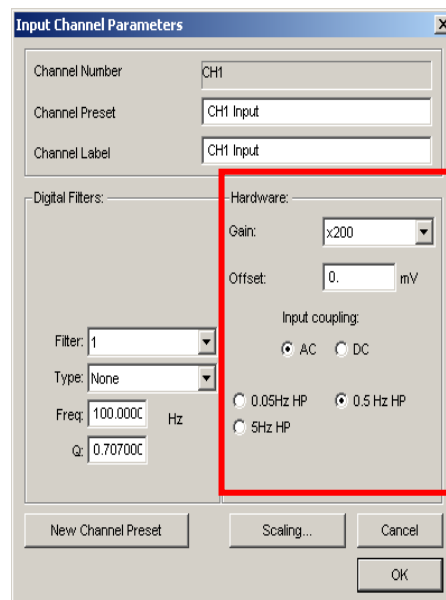 Input Channel Parameters
Channel Number CH1
Channel Preset CH1 Input
Channel Label CH1 Input
Digital Filters:
Filter: 1
Type: None
Freq: 100.000C Hz
Q: 0.70700C
Hardware:
Gain: x200
Offset: 0. mV
Input coupling:
AC DC
0.05Hz HP 0.5 Hz HP
5Hz HP
New Channel Preset Scaling... Cancel
OK